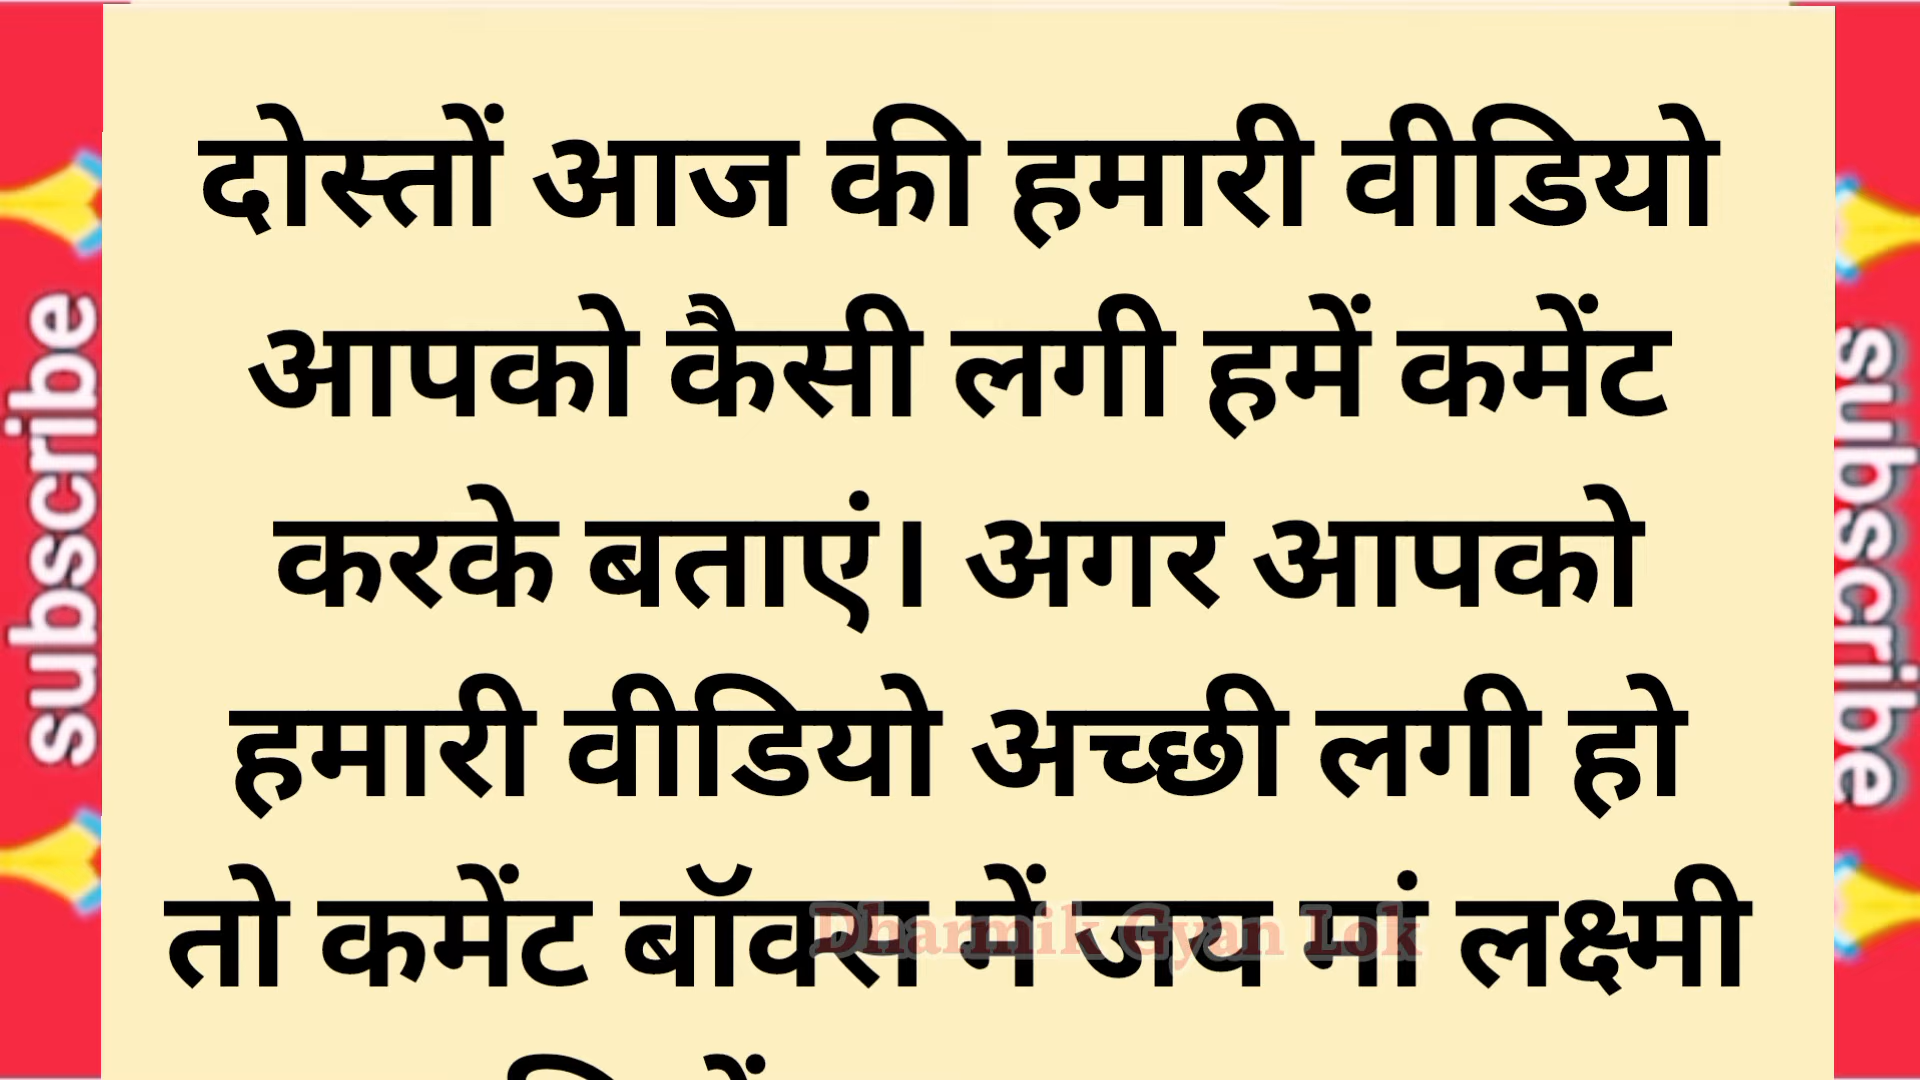 दोस्तों आज की हमारी वीडियो
आपको कैसी लगी हमें कमेंट
करके बताएं। अगर आपको
हमारी वीडियो अच्छी लगी हो
तो कमेंट बॉक्स में जय मां लक्ष्मी
Dharmik Gyan Lok
subscribe
subscribe